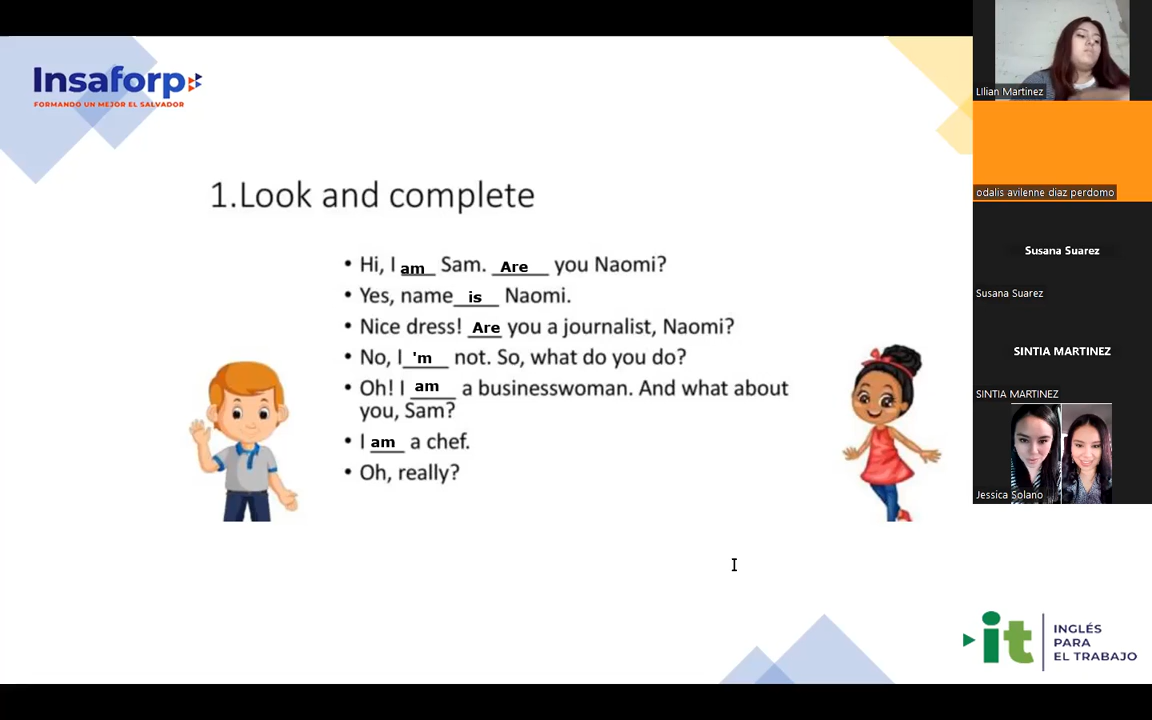 Insaforp
FORMANDO UN MEJOR EL SALVADOR
1.Look and complete
• Hi, I am Sam. Are you Naomi?
• Yes, name is Naomi.
• Nice dress! Are you a journalist, Naomi?
• No, I 'm not. So, what do you do?
• Oh! I am a businesswoman. And what about
you, Sam?
• I am a chef.
• Oh, really?
LIlian Martinez
odalis avilenne diaz perdomo
Susana Suarez
Susana Suarez
SINTIA MARTINEZ
SINTIA MARTINEZ
Jessica Solano
it
INGLÉS
PARA
EL TRABAJO